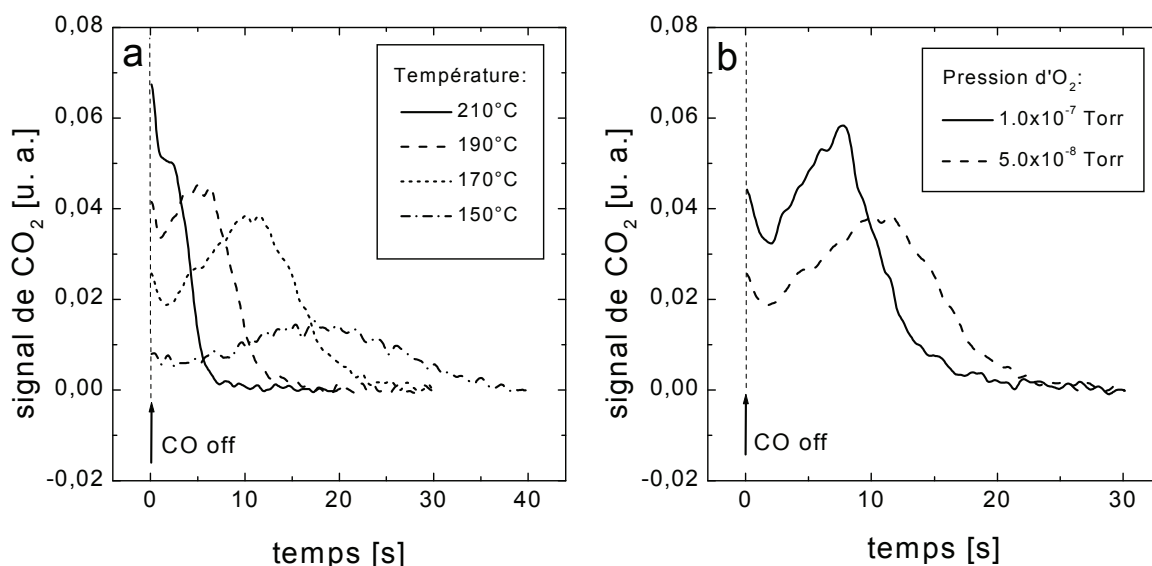 a
signal de CO2 [u. a.]
0,08
0,06
0,04
0,02
0,00
-0,02
Température:
210°C
190°C
170°C
150°C
CO off
0
10
20
30
40
temps [s]
b
signal de CO2 [u. a.]
0,08
0,06
0,04
0,02
0,00
-0,02
Pression d'O2:
1.0x10^-7 Torr
5.0x10^-8 Torr
CO off
0
10
20
30
temps [s]